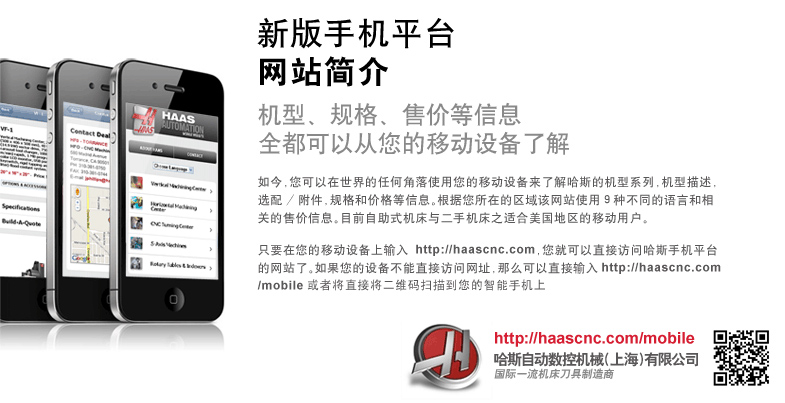 新版手机平台
网站简介
机型、规格、售价等信息
全都可以从您的移动设备了解
如今,您可以在世界的任何角落使用您的移动设备来了解哈斯的机型系列,机型描述,
选配／附件,规格和价格等信息。根据您所在的区域该网站使用 9 种不同的语言和相
关的售价信息。目前自助式机床与二手机床之适合美国地区的移动用户。
只要在您的移动设备上输入 http://haascnc.com,您就可以直接访问哈斯手机平台
的网站了。如果您的设备不能直接访问网址,那么可以直接输入 http://haascnc.com
/mobile 或者将直接将二维码扫描到您的智能手机上
http://haascnc.com/mobile
哈斯自动数控机械(上海)有限公司
国际一流机床刀具制造商
VF-1
Specifications
Build-A-Quote
Contact Deal
HFO - TORRANCE
Torrance, CA
HAAS
AUTOMATION
CONTACT
Choose Language
Vertical Machining Center
Horizontal Machining
Center
CNC Turning Center
5-Axis Machines
Rotary Tables & Indexers